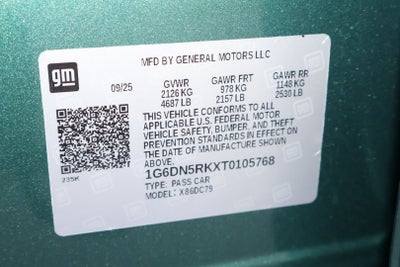 gm
MFD BY GENERAL MOTORS LLC
09/25 GVWR GAWR FRT GAWR RR
2126 KG 978 KG 1148 KG
4687 LB 2157 LB 2530 LB
THIS VEHICLE CONFORMS TO ALL
APPLICABLE U.S. FEDERAL MOTOR
VEHICLE SAFETY, BUMPER, AND THEFT
PREVENTION STANDARDS IN EFFECT ON
THE DATE OF MANUFACTURE SHOWN
ABOVE.
1G6DN5RKXT0105768
TYPE: PASS CAR
MODEL: X86DC79
235K